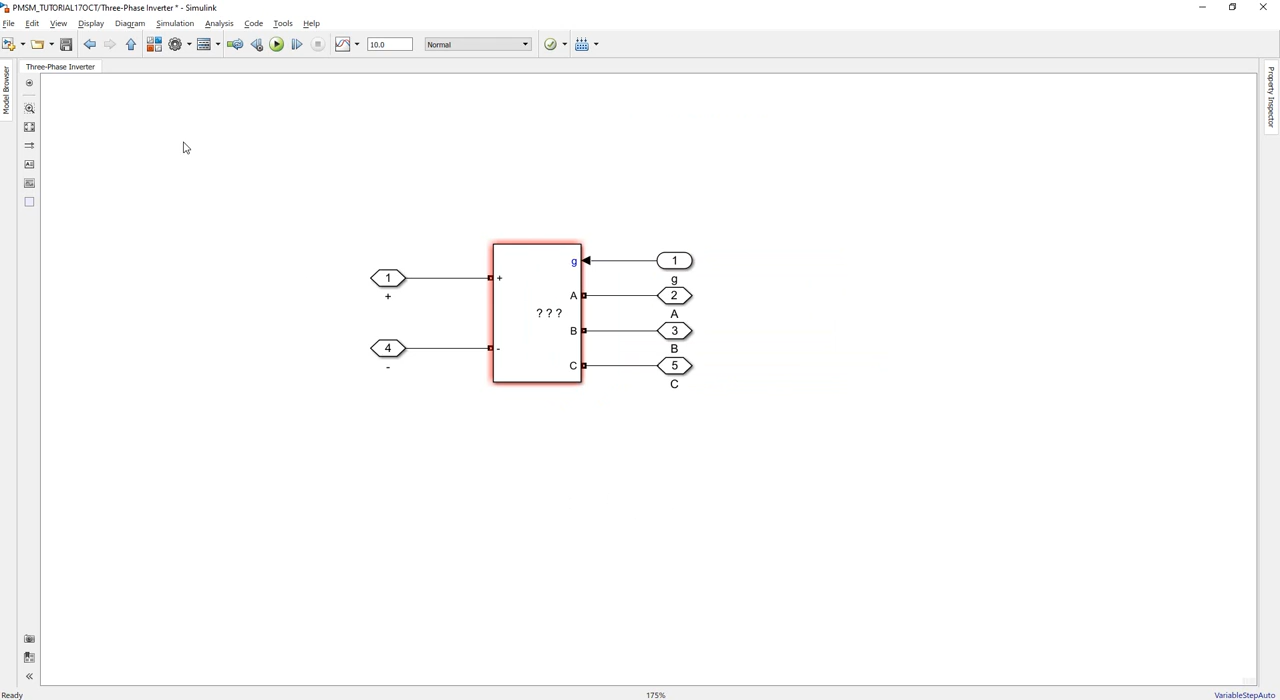 PMSM_TUTORIAL17OCT/Three-Phase Inverter * - Simulink
File Edit View Display Diagram Simulation Analysis Code Tools Help
10.0 Normal
Three-Phase Inverter
Model Browser
Property Inspector
1
+
4
-
+
-
? ? ?
g
A
B
C
1
g
2
A
3
B
5
C
Ready 175% VariableStepAuto